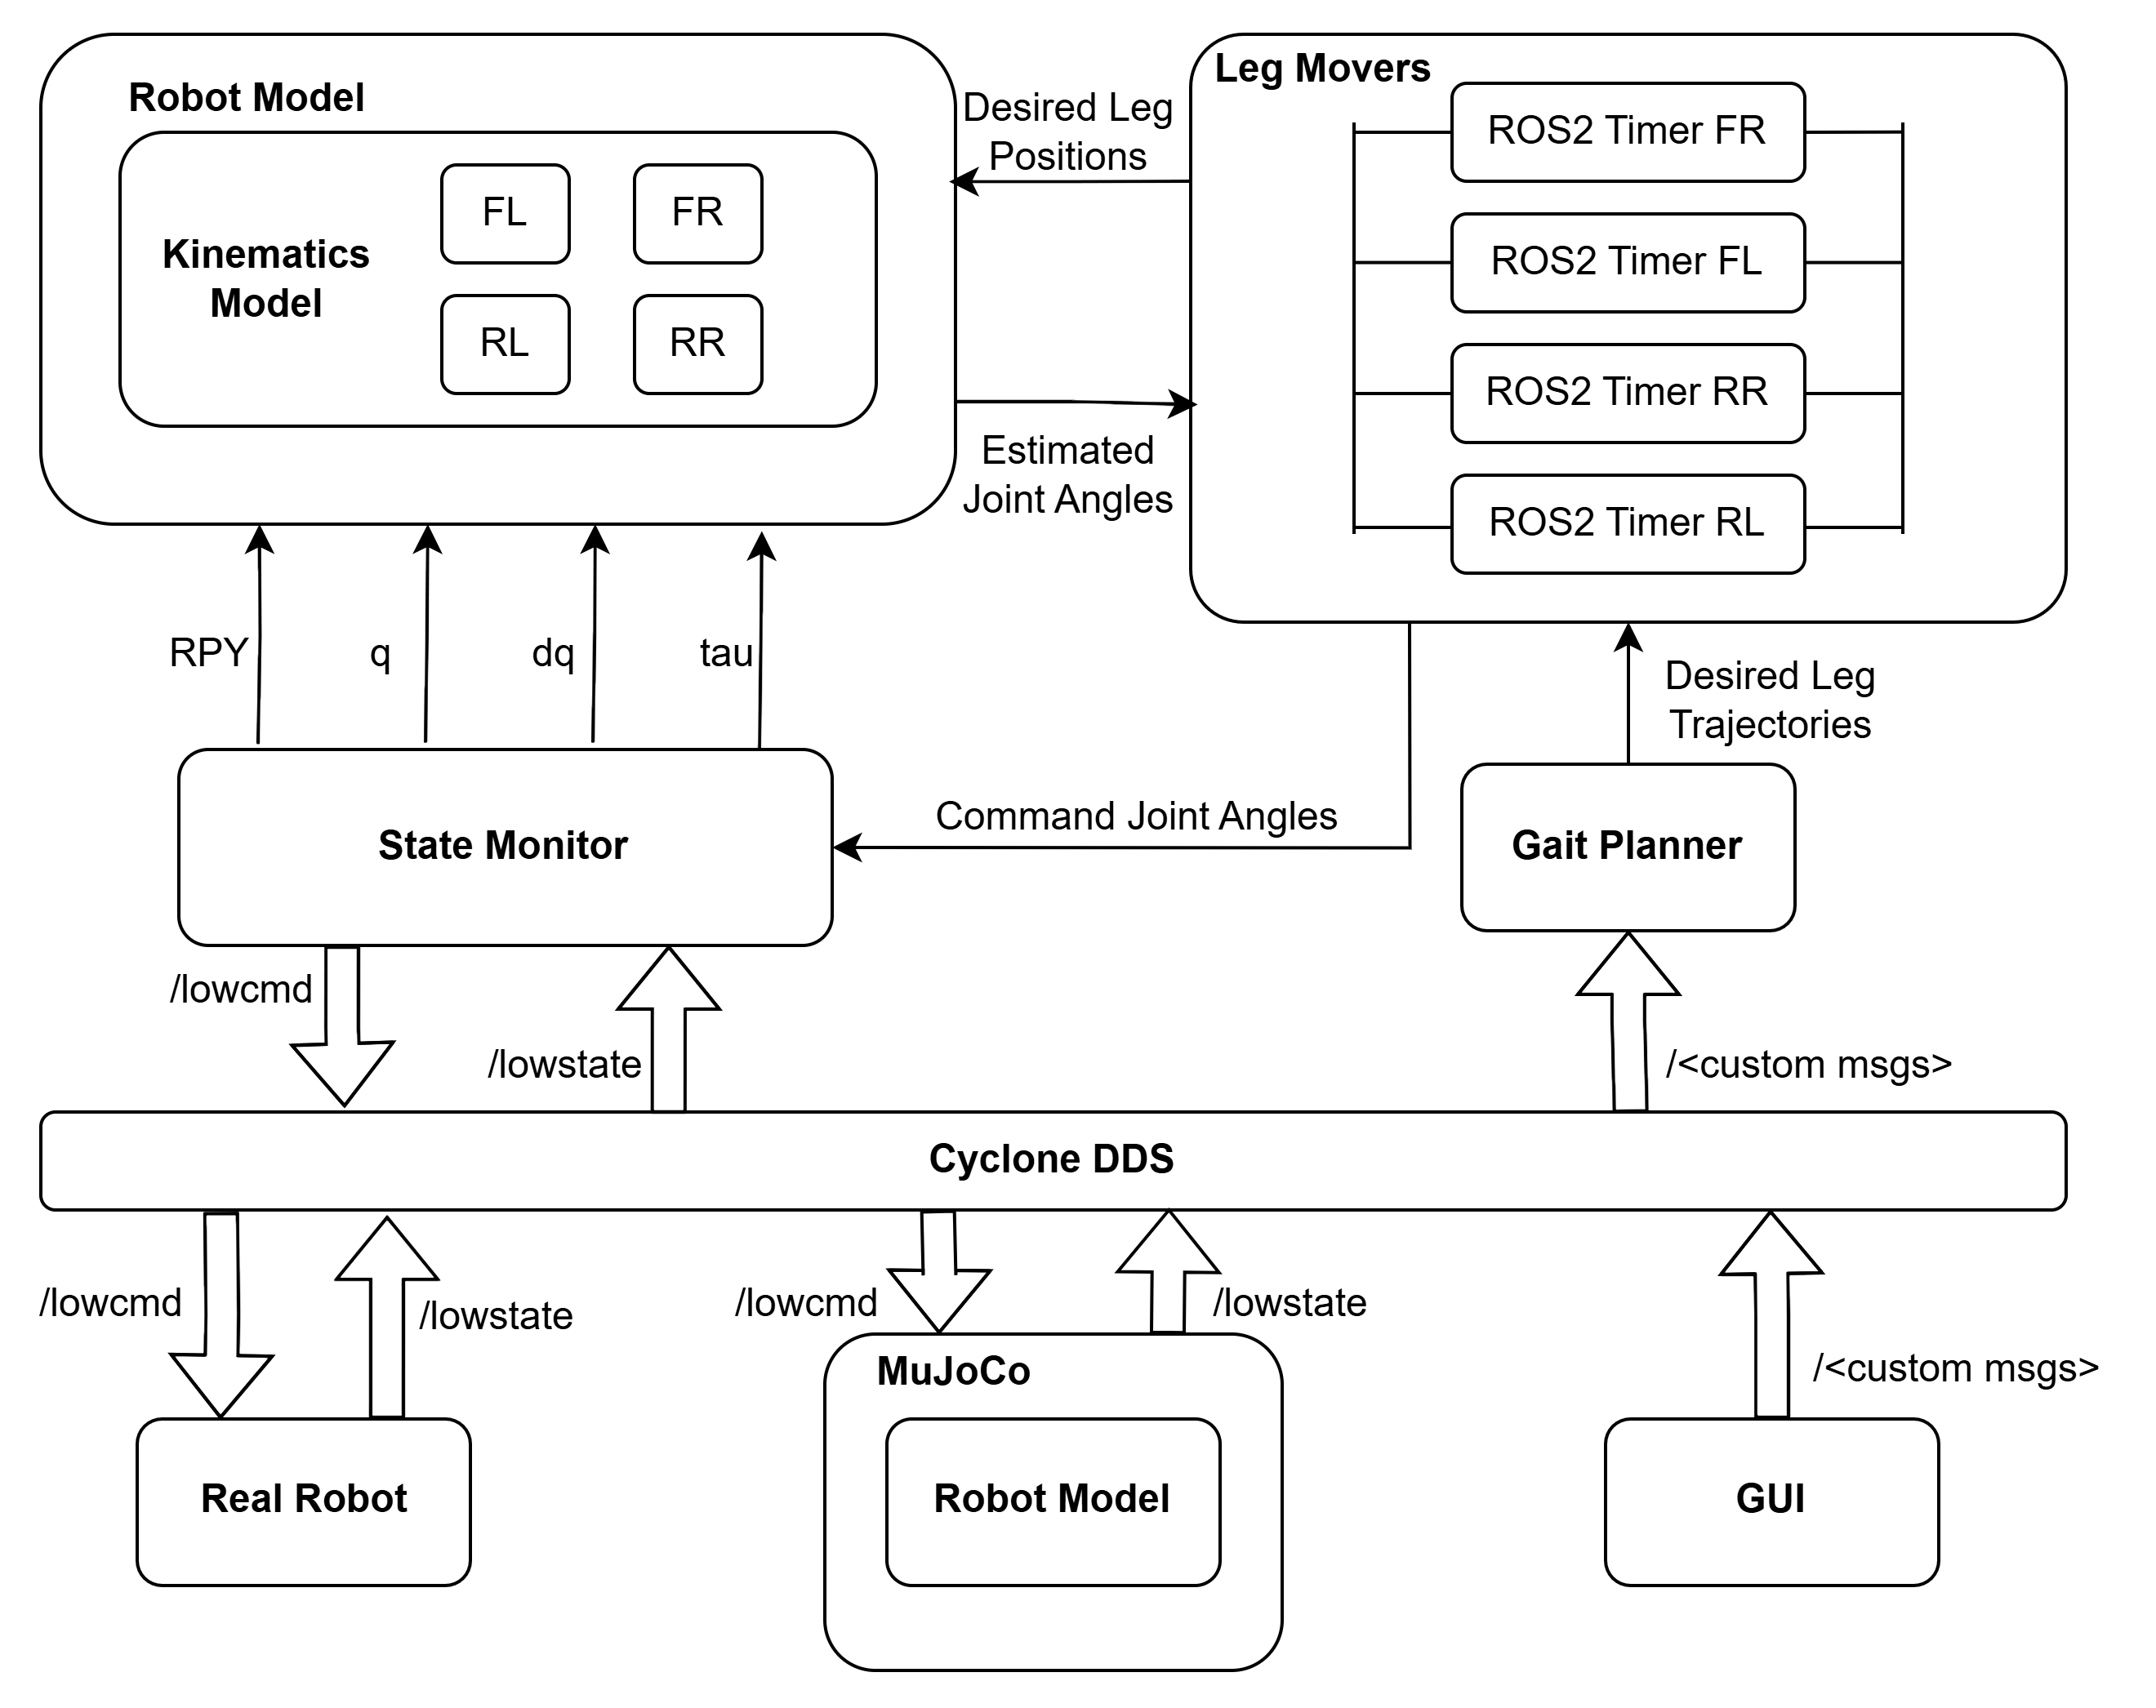 Robot Model
Kinematics
Model
FL
FR
RL
RR
Desired Leg
Positions
Estimated
Joint Angles
Leg Movers
ROS2 Timer FR
ROS2 Timer FL
ROS2 Timer RR
ROS2 Timer RL
RPY
q
dq
tau
Desired Leg
Trajectories
State Monitor
Command Joint Angles
Gait Planner
/lowcmd
/lowstate
/<custom msgs>
Cyclone DDS
/lowcmd
/lowstate
/lowcmd
/lowstate
/<custom msgs>
Real Robot
MuJoCo
Robot Model
GUI